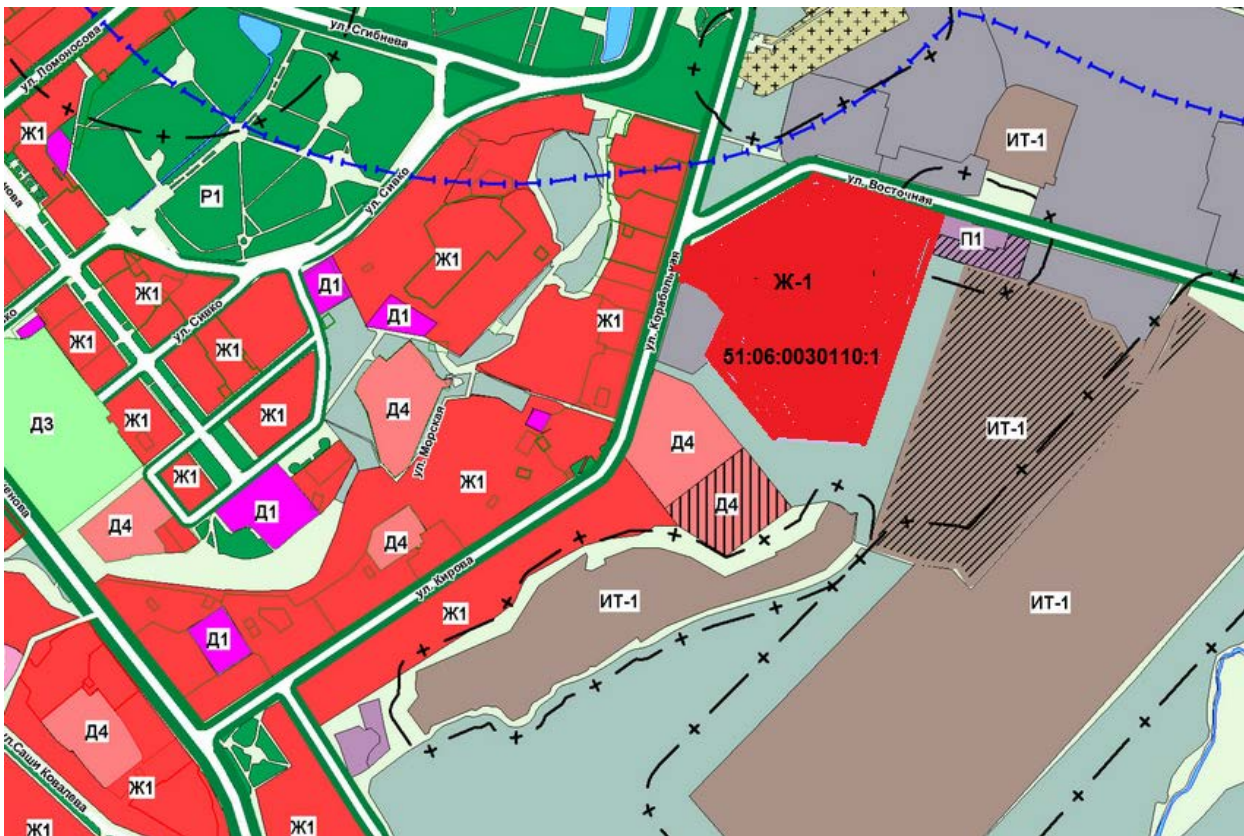 ул. Сгибнева
ул. Ломоносова
Ж1
Р1
ул. Сивко
ул. Восточная
ИТ-1
П1
Ж1
Д1
Ж-1
Ж1
ул. Сивко
Д1
Ж1
ул. Корабельная
Ж1
Ж1
51:06:0030110:1
Д4
Ж1
Д3
Ж1
ул. Морская
Д4
ИТ-1
Ж1
Ж1
Д1
Д4
Д4
Д4
ул. Кирова
ИТ-1
ИТ-1
Ж1
Д1
Д4
ул.Саши Ковалева
Ж1
Ж1
Ж1